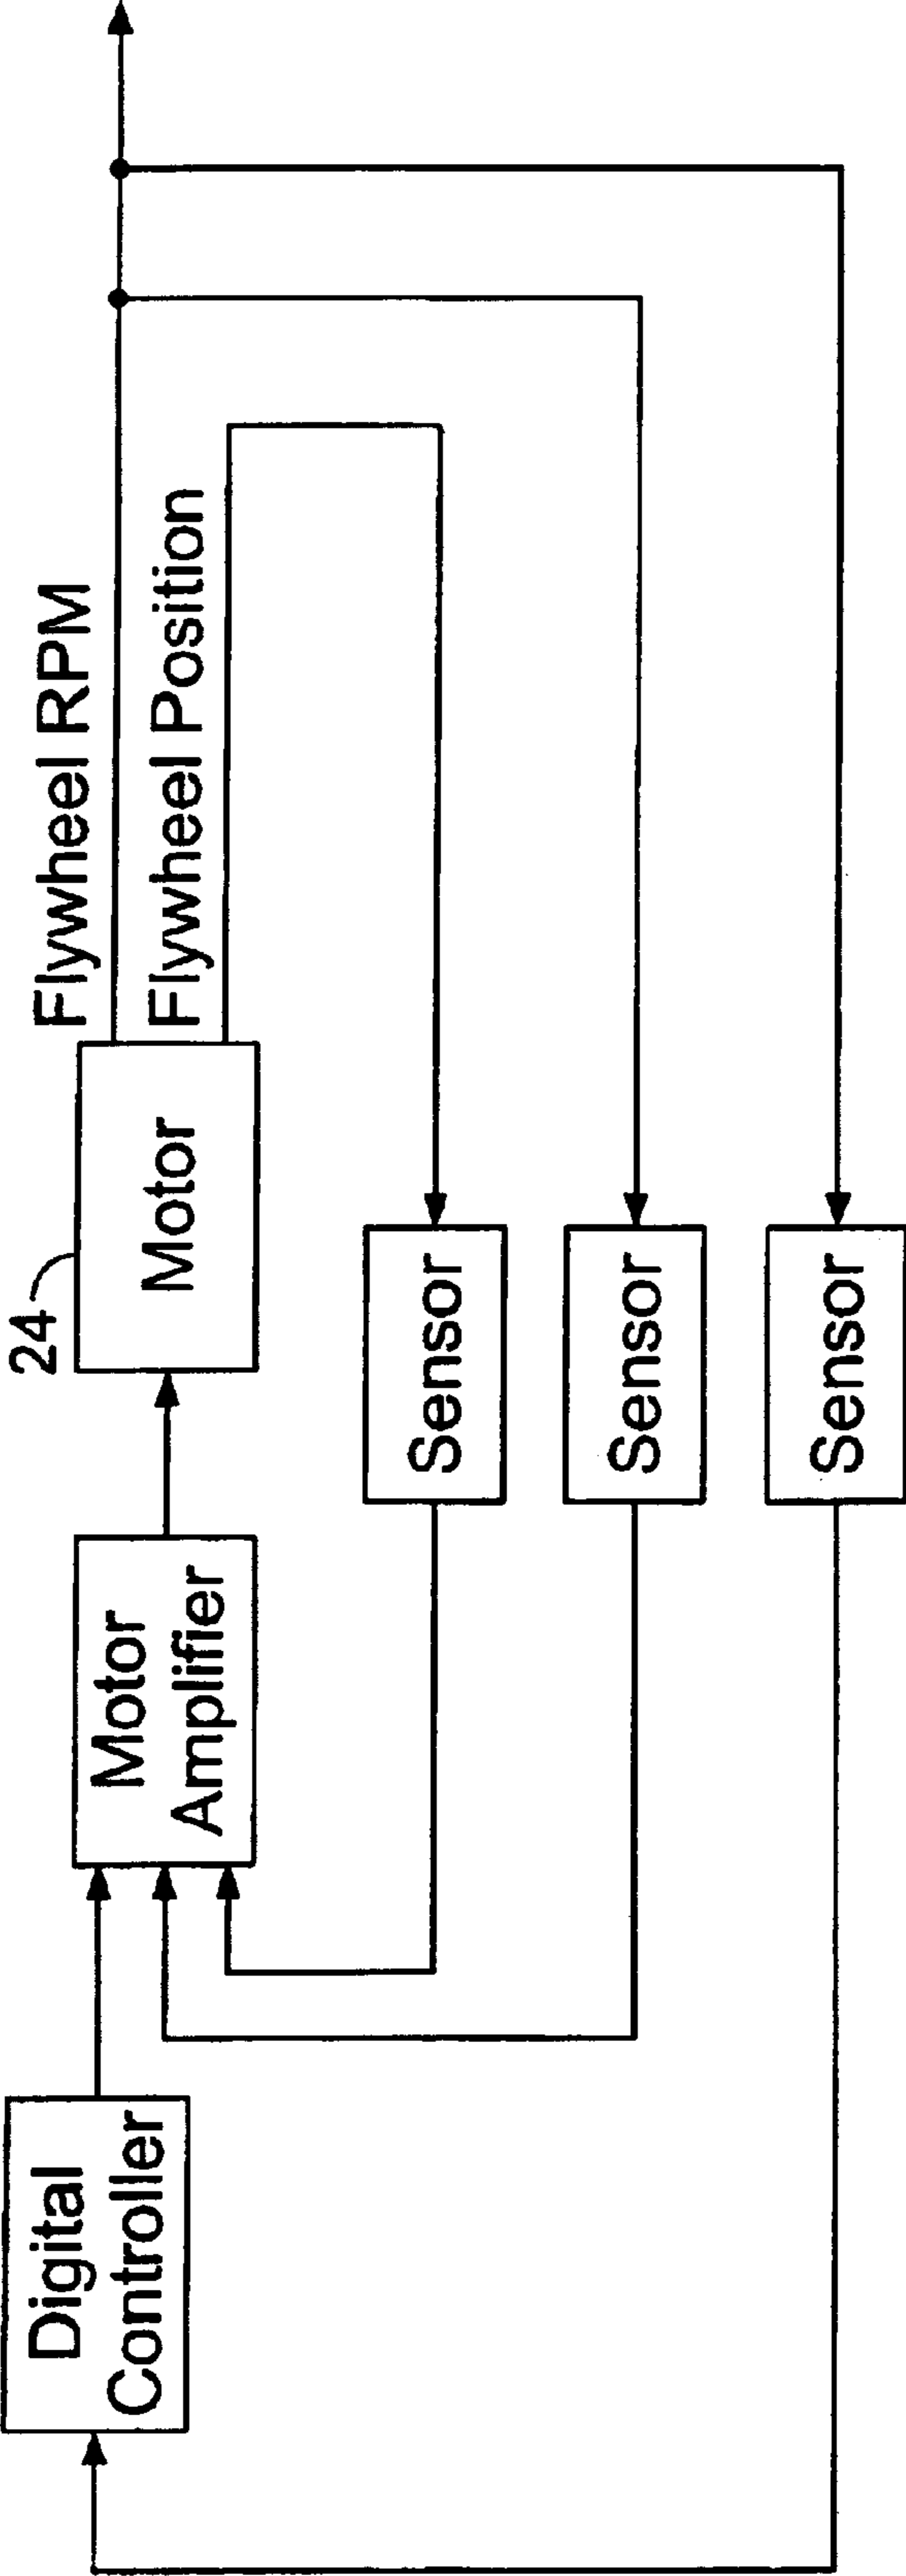 Digital
Controller
Motor
Amplifier
24
Motor
Flywheel RPM
Flywheel Position
Sensor
Sensor
Sensor